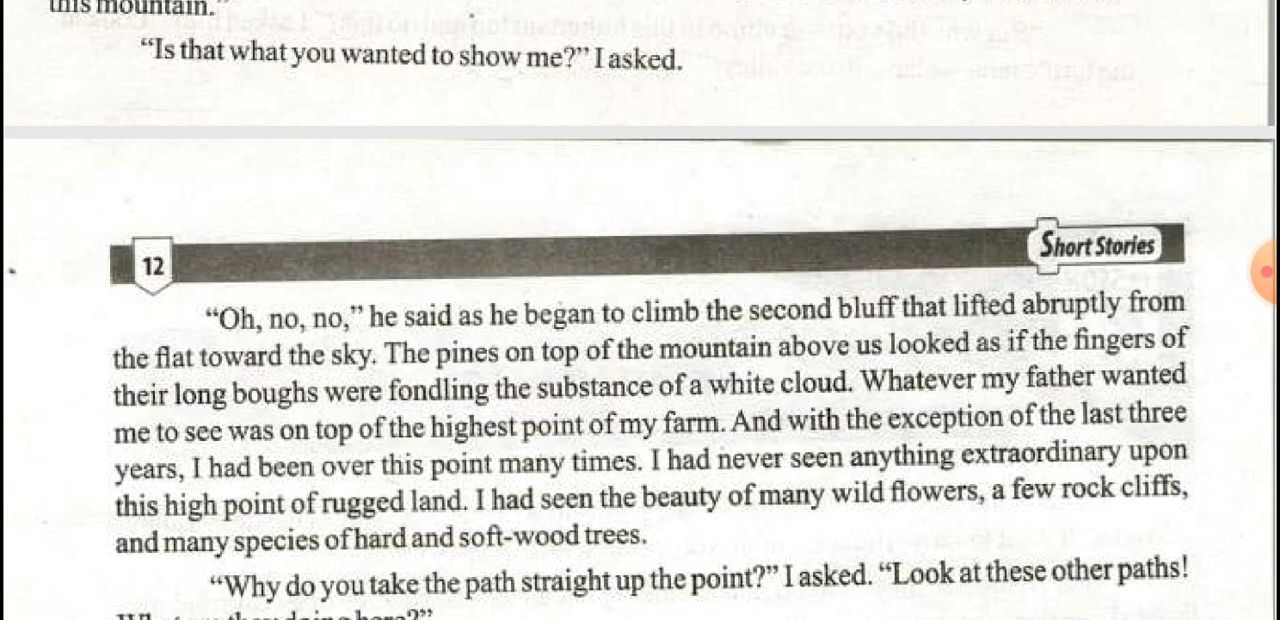 this mountain."
“Is that what you wanted to show me?” I asked.
12
Short Stories
“Oh, no, no,” he said as he began to climb the second bluff that lifted abruptly from
the flat toward the sky. The pines on top of the mountain above us looked as if the fingers of
their long boughs were fondling the substance of a white cloud. Whatever my father wanted
me to see was on top of the highest point of my farm. And with the exception of the last three
years, I had been over this point many times. I had never seen anything extraordinary upon
this high point of rugged land. I had seen the beauty of many wild flowers, a few rock cliffs,
and many species of hard and soft-wood trees.
“Why do you take the path straight up the point?” I asked. “Look at these other paths!
doing here?”